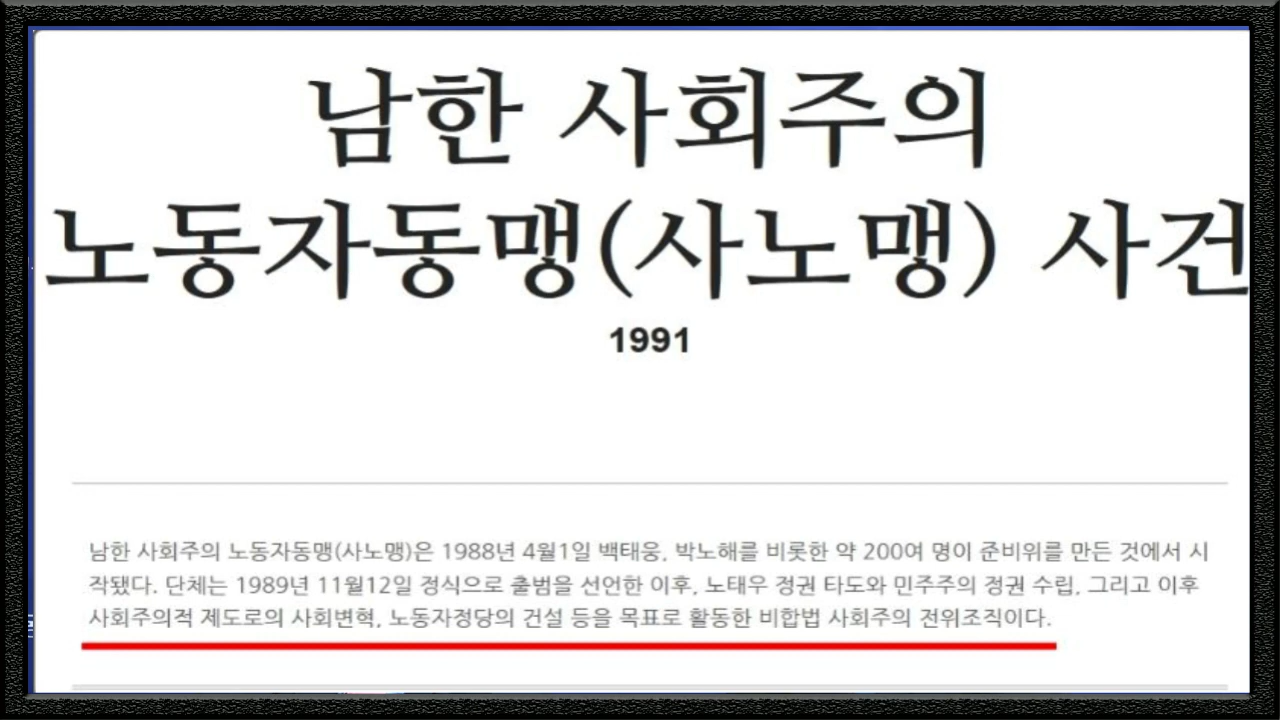 남한 사회주의
노동자동맹(사노맹) 사건
1991
남한 사회주의 노동자동맹(사노맹)은 1988년 4월1일 백태웅, 박노해를 비롯한 약 200여 명이 준비위를 만든 것에서 시
작됐다. 단체는 1989년 11월12일 정식으로 출범을 선언한 이후, 노태우 정권 타도와 민주주의 정권 수립, 그리고 이후
사회주의적 제도로의 사회변혁, 노동자정당의 건설 등을 목표로 활동한 비합법 사회주의 전위조직이다.